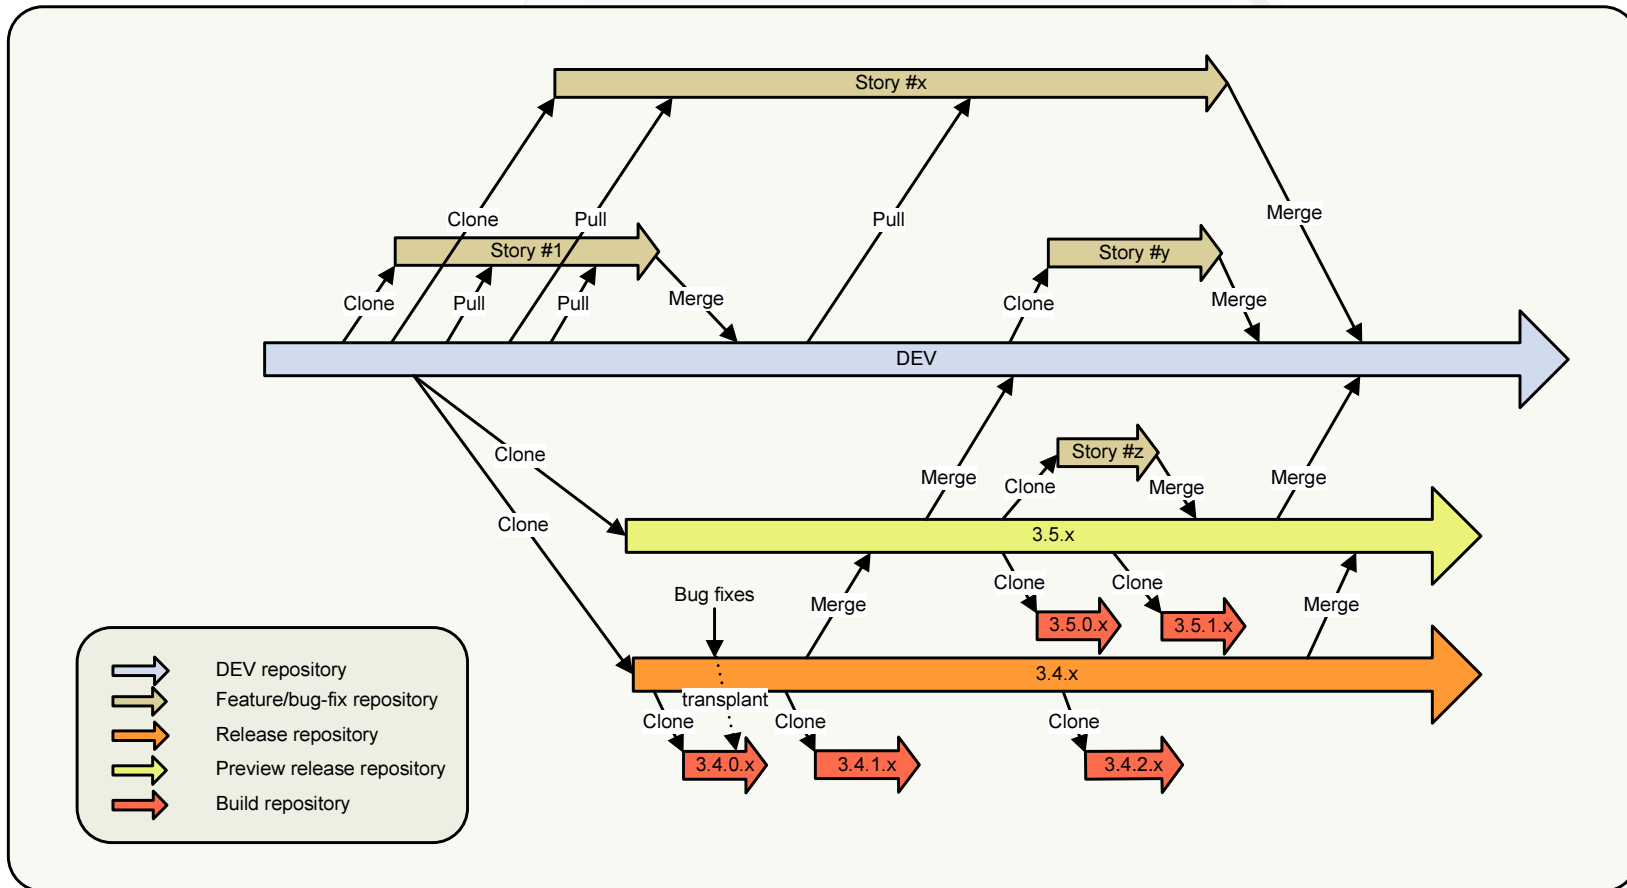 Story #x
Clone
Pull
Pull
Merge
Story #1
Story #y
Clone
Pull
Pull
Merge
Clone
Merge
DEV
Clone
Story #z
Merge
Clone
Merge
Merge
Clone
3.5.x
Bug fixes
Merge
Clone
Clone
Merge
3.5.0.x
3.5.1.x
3.4.x
transplant
Clone
Clone
Clone
3.4.0.x
3.4.1.x
3.4.2.x
DEV repository
Feature/bug-fix repository
Release repository
Preview release repository
Build repository